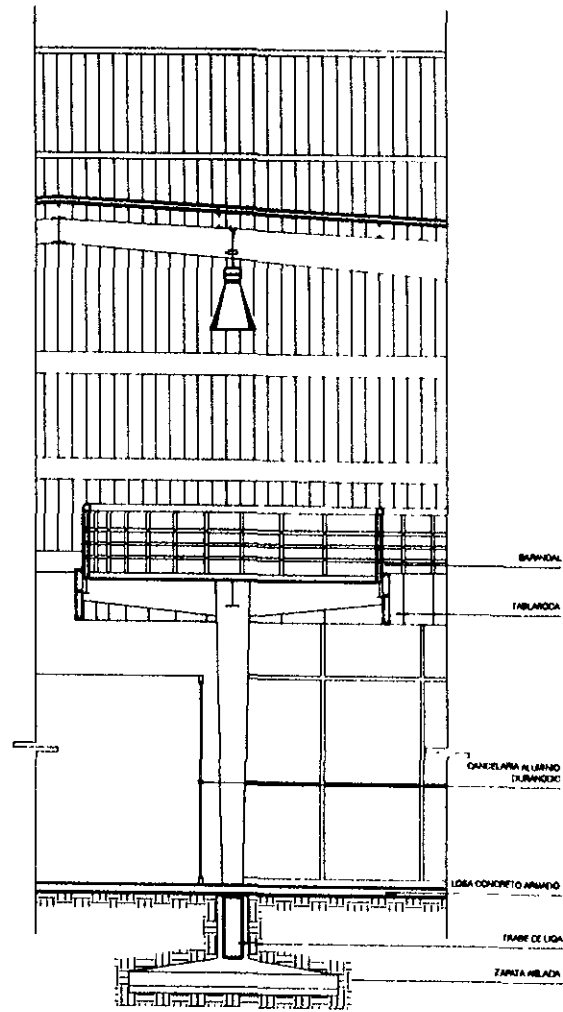 BARANDAL
TABLAROCA
CANCELARIA ALUMINIO
DURANODIC
LOSA CONCRETO ARMADO
TRABE DE LIGA
ZAPATA AISLADA